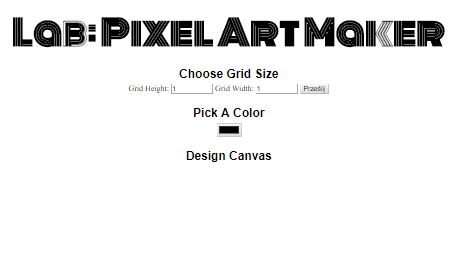 Lab: Pixel Art Maker
Choose Grid Size
Grid Height: 1 Grid Width: 1 Prześlij
Pick A Color
Design Canvas